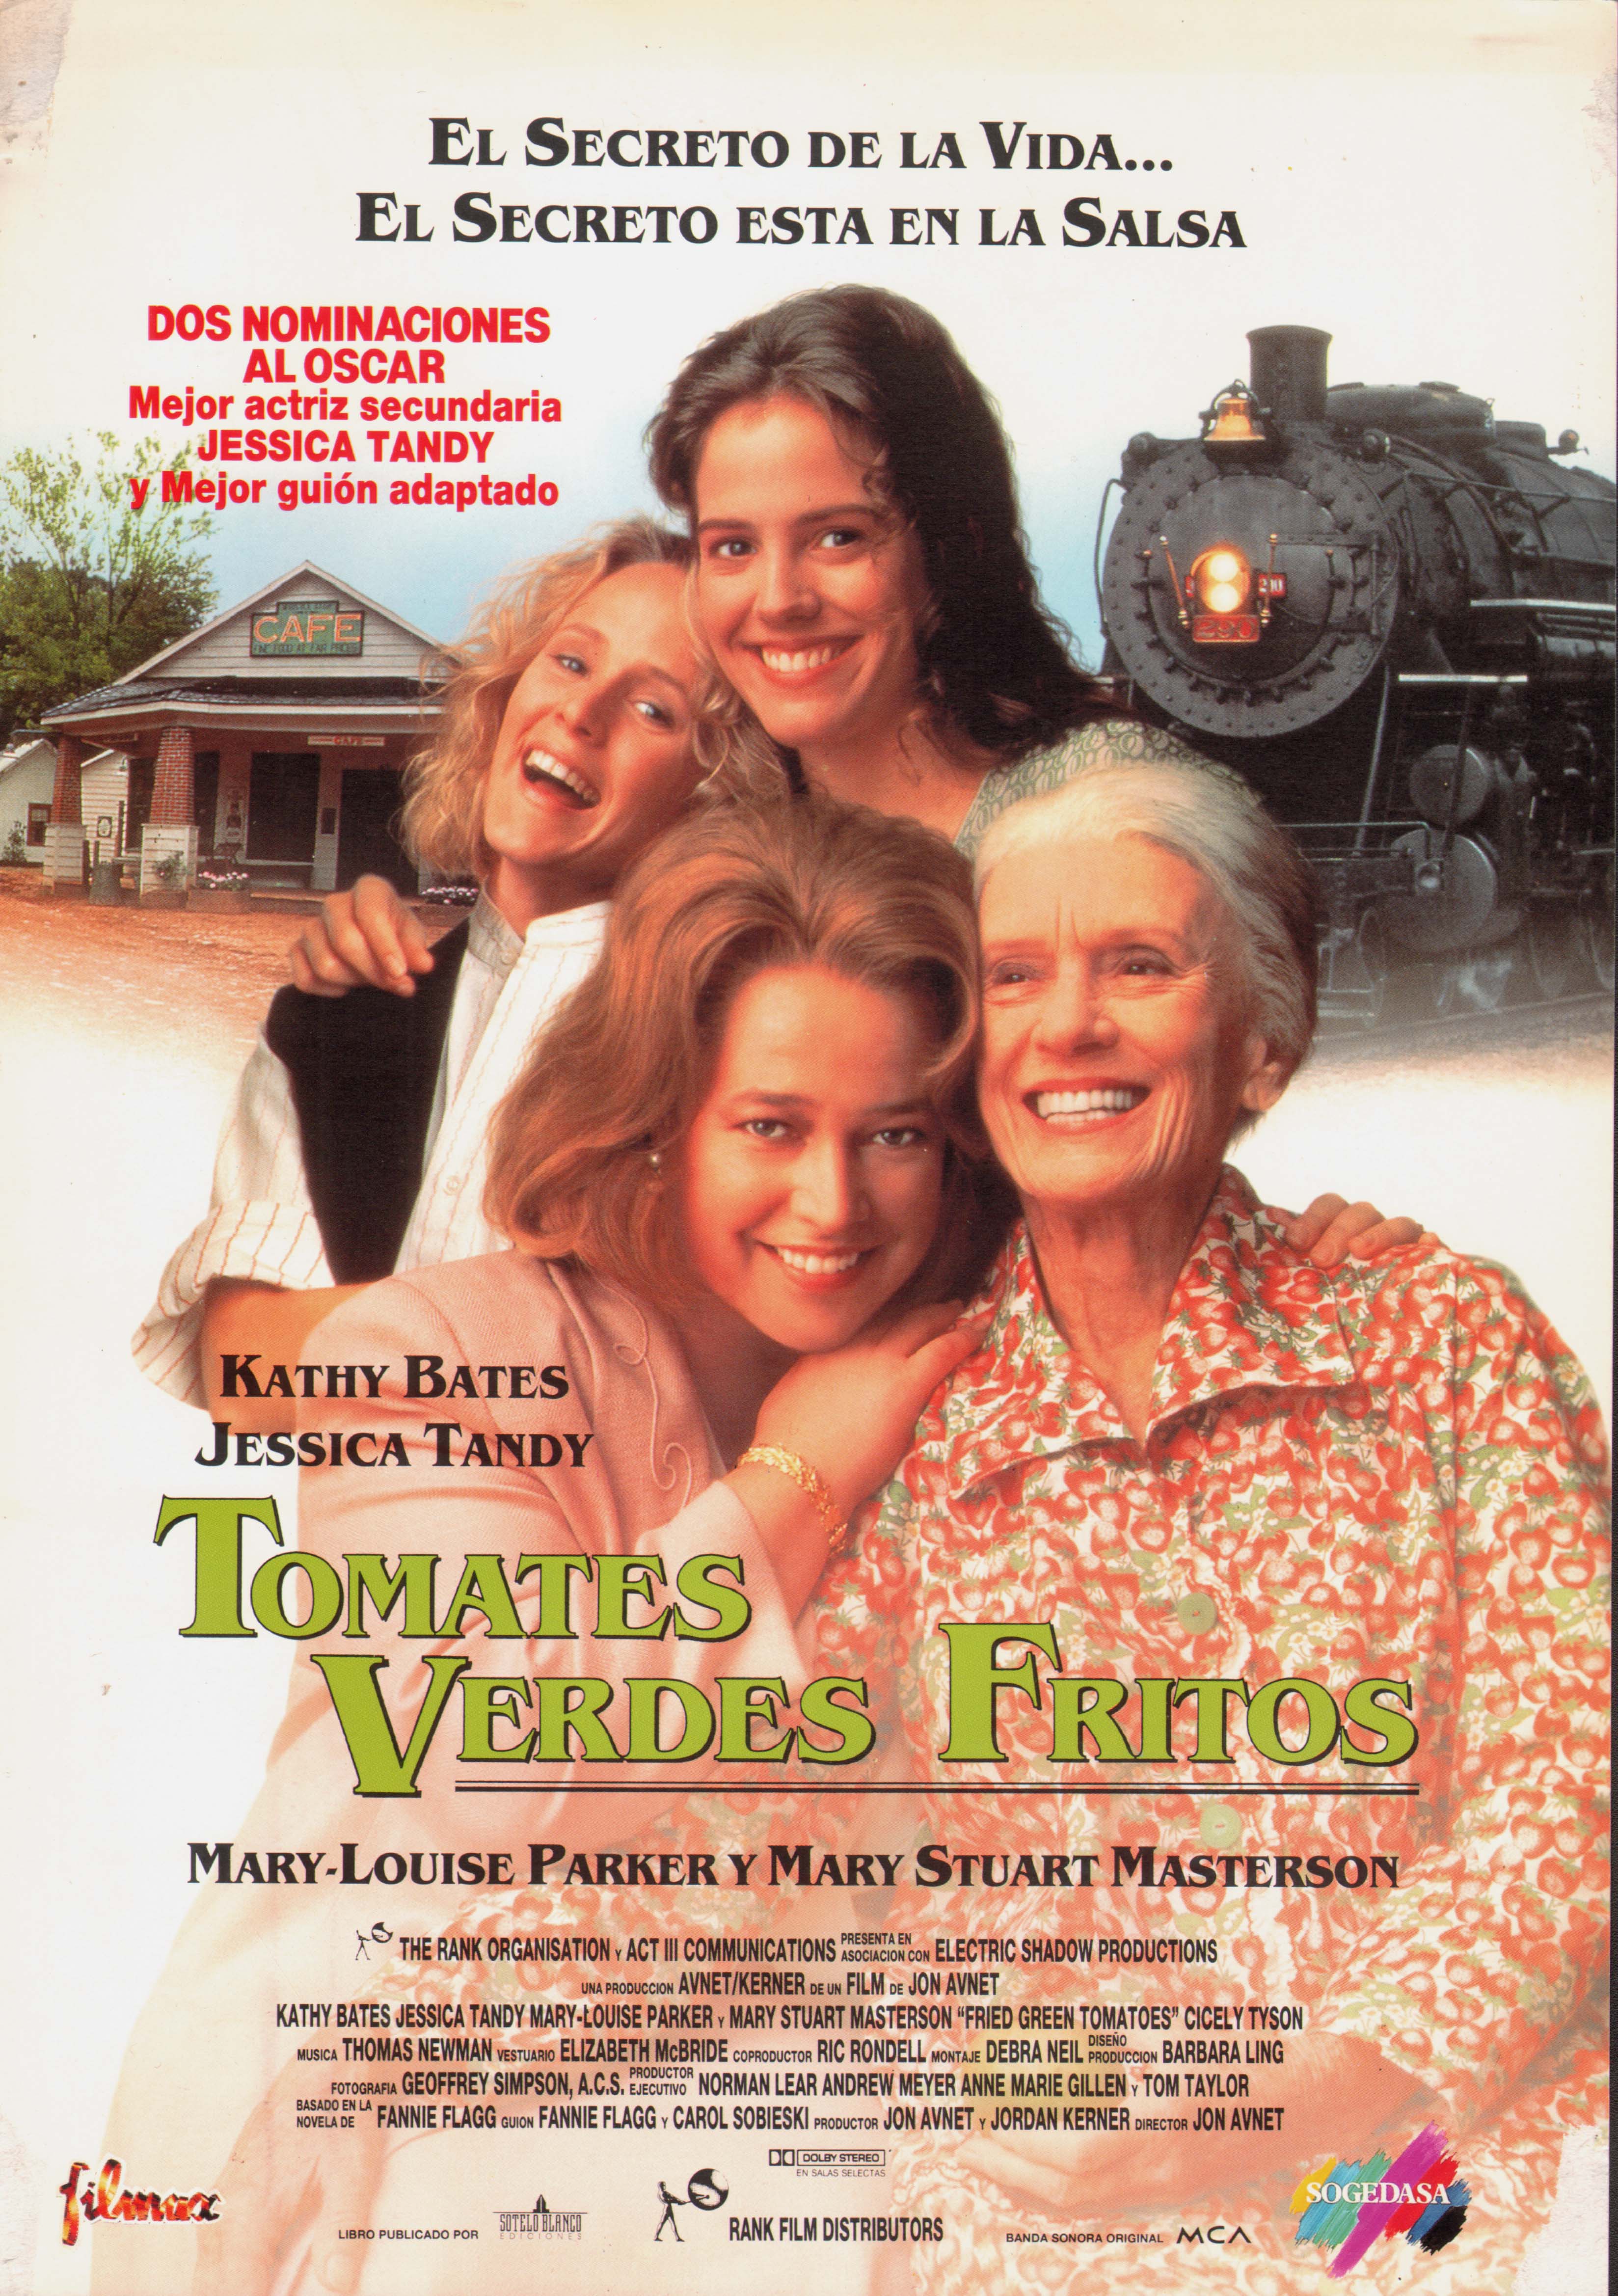 EL SECRETO DE LA VIDA...
EL SECRETO ESTA EN LA SALSA
DOS NOMINACIONES
AL OSCAR
Mejor actriz secundaria
JESSICA TANDY
y Mejor guión adaptado
CAFE
FINE FOOD AT FAIR PRICES
CAFE
290
KATHY BATES
JESSICA TANDY
TOMATES
VERDES FRITOS
MARY-LOUISE PARKER Y MARY STUART MASTERSON
THE RANK ORGANISATION Y ACT III COMMUNICATIONS PRESENTA EN ASOCIACION CON ELECTRIC SHADOW PRODUCTIONS
UNA PRODUCCION AVNET/KERNER DE UN FILM DE JON AVNET
KATHY BATES JESSICA TANDY MARY-LOUISE PARKER Y MARY STUART MASTERSON “FRIED GREEN TOMATOES” CICELY TYSON
MUSICA THOMAS NEWMAN VESTUARIO ELIZABETH McBRIDE COPRODUCTOR RIC RONDELL MONTAJE DEBRA NEIL DISEÑO PRODUCCION BARBARA LING
FOTOGRAFIA GEOFFREY SIMPSON, A.C.S. PRODUCTOR EJECUTIVO NORMAN LEAR ANDREW MEYER ANNE MARIE GILLEN Y TOM TAYLOR
BASADO EN LA NOVELA DE FANNIE FLAGG GUION FANNIE FLAGG Y CAROL SOBIESKI PRODUCTOR JON AVNET Y JORDAN KERNER DIRECTOR JON AVNET
DOLBY STEREO
EN SALAS SELECTAS
filmax
LIBRO PUBLICADO POR
SOTELO BLANCO
EDICIONES
RANK FILM DISTRIBUTORS
BANDA SONORA ORIGINAL MCA
SOGEDASA